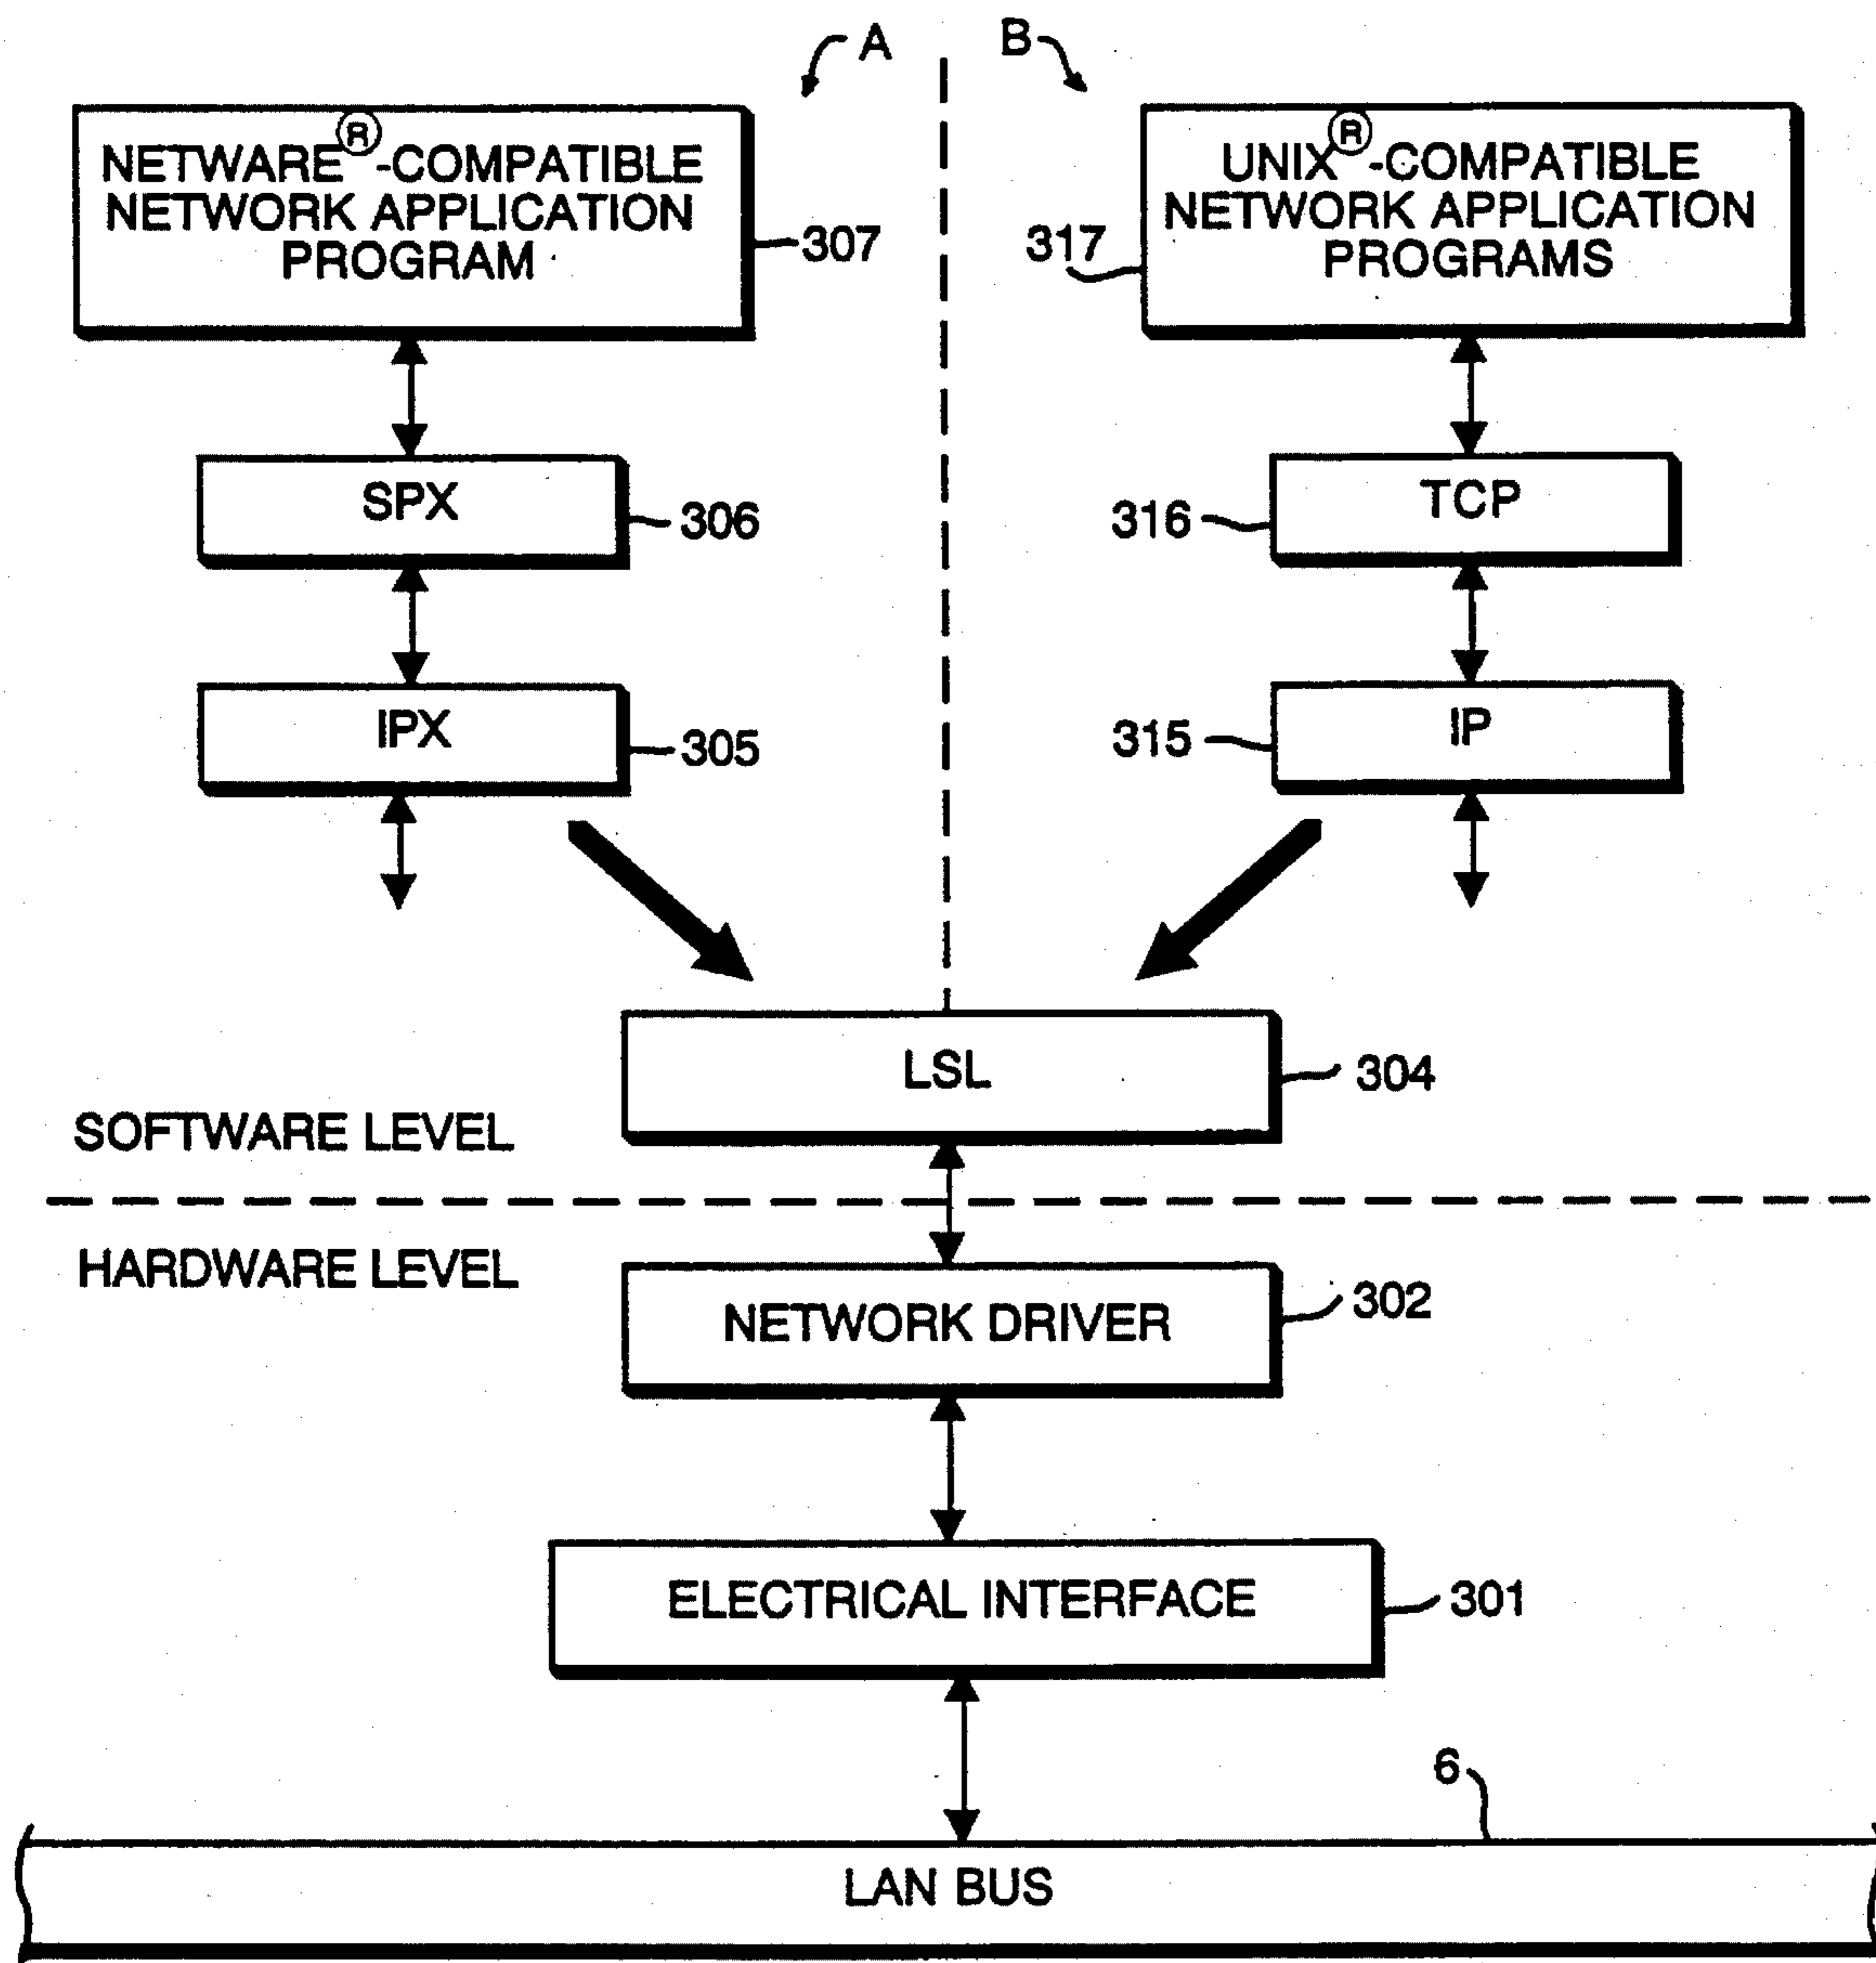 A
B
NETWARE®-COMPATIBLE
NETWORK APPLICATION
PROGRAM
307
UNIX®-COMPATIBLE
NETWORK APPLICATION
PROGRAMS
317
SPX
306
TCP
316
IPX
305
IP
315
LSL
304
SOFTWARE LEVEL
HARDWARE LEVEL
NETWORK DRIVER
302
ELECTRICAL INTERFACE
301
6
LAN BUS